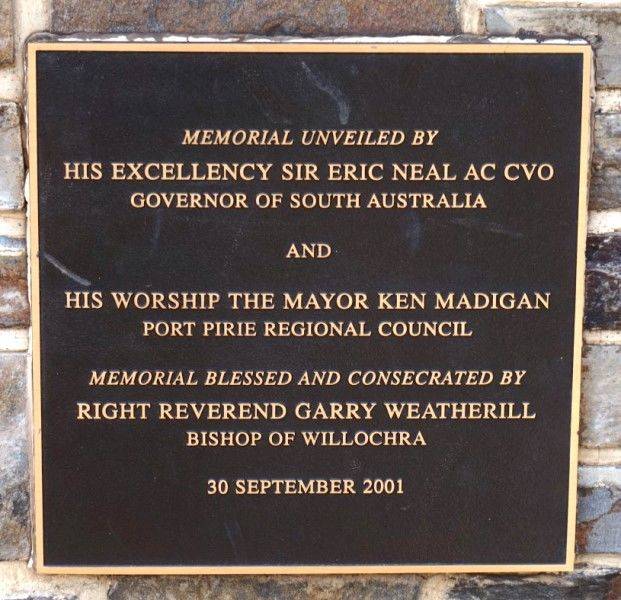 MEMORIAL UNVEILED BY
HIS EXCELLENCY SIR ERIC NEAL AC CVO
GOVERNOR OF SOUTH AUSTRALIA
AND
HIS WORSHIP THE MAYOR KEN MADIGAN
PORT PIRIE REGIONAL COUNCIL
MEMORIAL BLESSED AND CONSECRATED BY
RIGHT REVEREND GARRY WEATHERILL
BISHOP OF WILLOCHRA
30 SEPTEMBER 2001